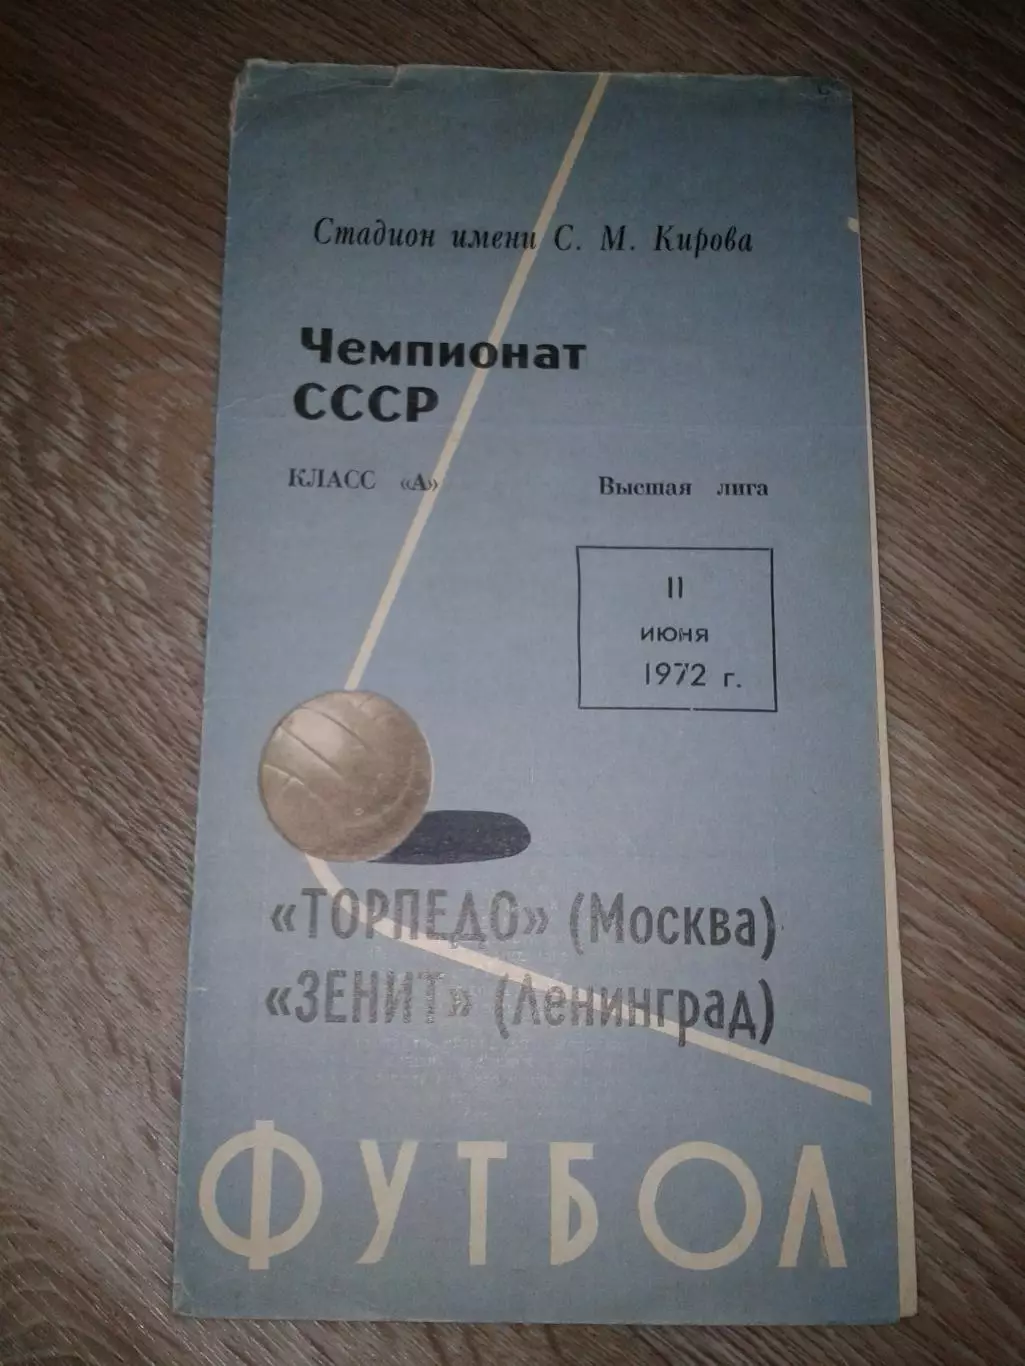 Стадион имени С. М. Кирова
Чемпионат
СССР
КЛАСС «А» Высшая лига
11
июня
1972 г.
«ТОРПЕДО» (Москва)
«ЗЕНИТ» (Ленинград)
ФУТБОЛ